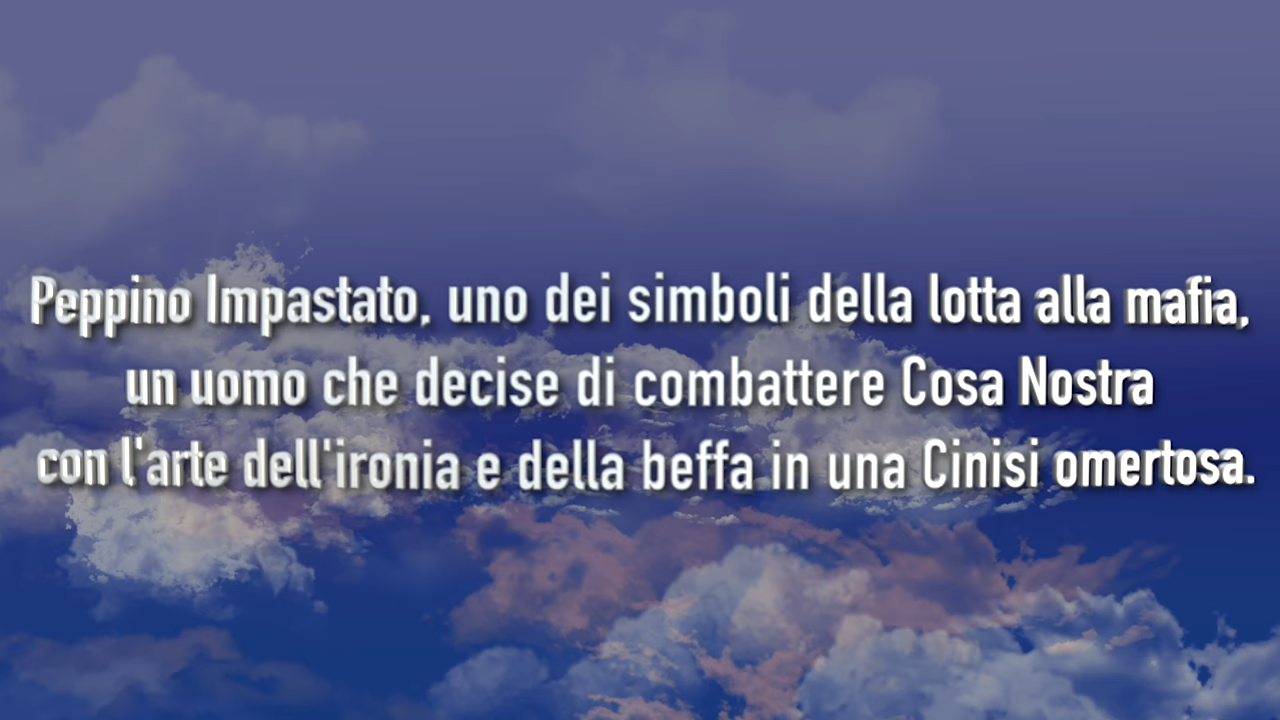 Peppino Impastato, uno dei simboli della lotta alla mafia,
un uomo che decise di combattere Cosa Nostra
con l'arte dell'ironia e della beffa in una Cinisi omertosa.